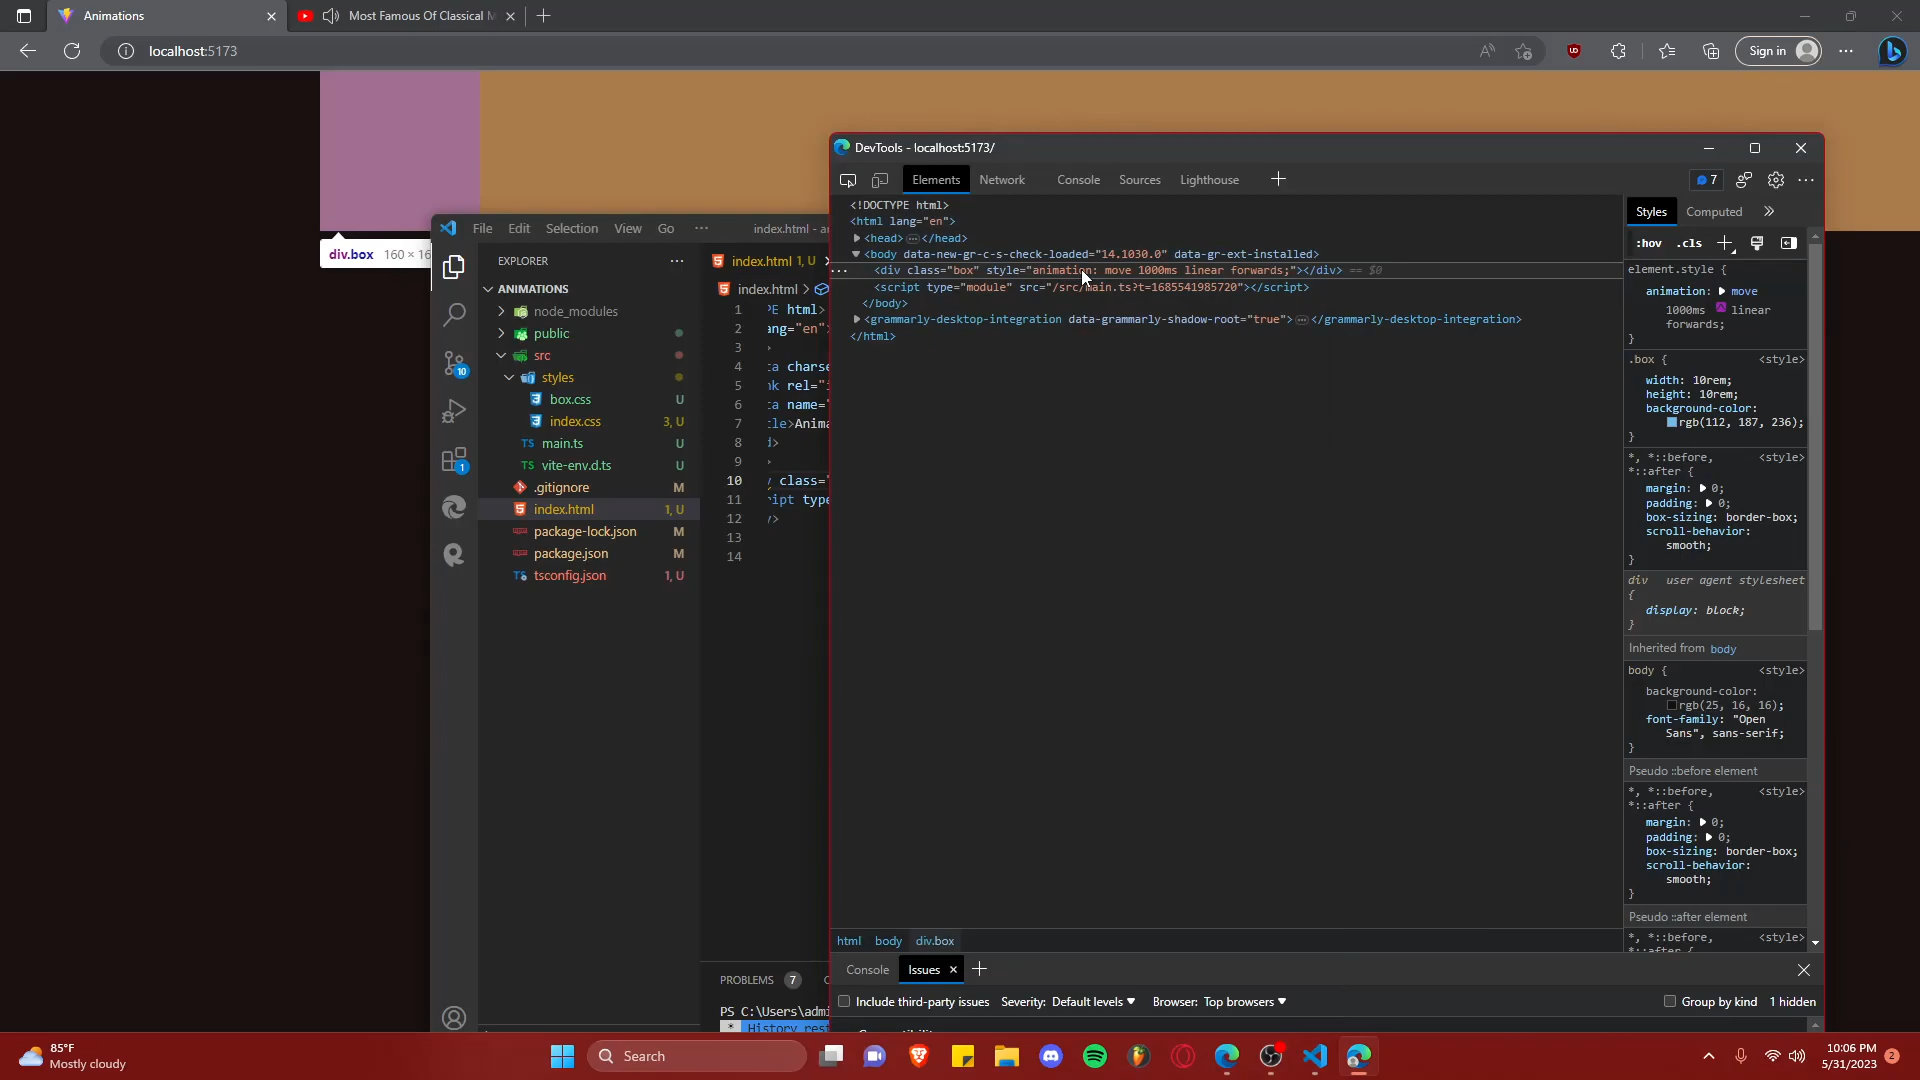 Animations
Most Famous Of Classical M
localhost:5173
Sign in
div.box 160 × 16
File Edit Selection View Go ··· index.html - an
EXPLORER
ANIMATIONS
node_modules
public
src
styles
box.css U
index.css 3, U
main.ts U
vite-env.d.ts U
.gitignore M
index.html 1, U
package-lock.json M
package.json M
tsconfig.json 1, U
10
1
index.html 1, U
index.html >
1 PE html>
2 ang="en"
3 >
4 ta charse
5 nk rel="i
6 ta name="
7 tle>Anima
8 d>
9 >
10 y class="
11 ript type
12 y>
13
14
PROBLEMS 7
PS C:\Users\admi
* History rest
DevTools - localhost:5173/
Elements Network Console Sources Lighthouse
7
<!DOCTYPE html>
<html lang="en">
<head>···</head>
<body data-new-gr-c-s-check-loaded="14.1030.0" data-gr-ext-installed>
<div class="box" style="animation: move 1000ms linear forwards;"></div> == $0
<script type="module" src="/src/main.ts?t=1685541985720"></script>
</body>
<grammarly-desktop-integration data-grammarly-shadow-root="true">···</grammarly-desktop-integration>
</html>
Styles Computed
:hov .cls
element.style {
animation: move
1000ms linear
forwards;
}
.box { <style>
width: 10rem;
height: 10rem;
background-color:
rgb(112, 187, 236);
}
*, *::before, <style>
*::after {
margin: 0;
padding: 0;
box-sizing: border-box;
scroll-behavior:
smooth;
}
div user agent stylesheet
{
display: block;
}
Inherited from body
body { <style>
background-color:
rgb(25, 16, 16);
font-family: "Open
Sans", sans-serif;
}
Pseudo ::before element
*, *::before, <style>
*::after {
margin: 0;
padding: 0;
box-sizing: border-box;
scroll-behavior:
smooth;
}
Pseudo ::after element
*, *::before, <style>
*::after {
html body div.box
Console Issues
Include third-party issues Severity: Default levels Browser: Top browsers Group by kind 1 hidden
85°F
Mostly cloudy
Search
10:06 PM
5/31/2023
2